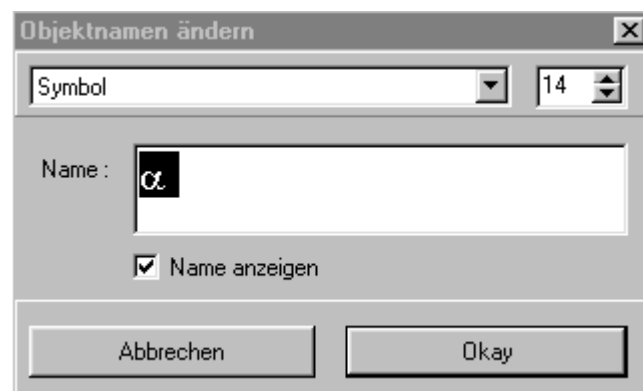 Objektnamen ändern
Symbol 14
Name : α
Name anzeigen
Abbrechen Okay